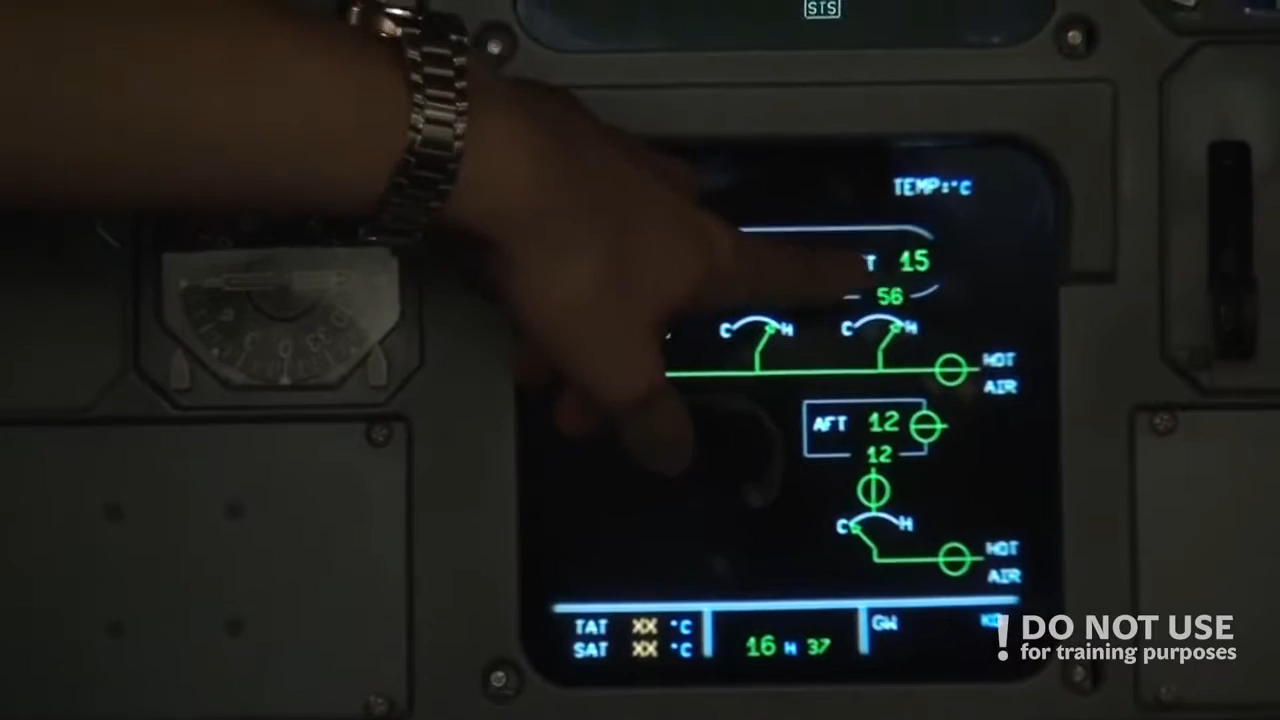 STS
TEMP:°C
T 15
56
C H C H
HOT
AIR
AFT 12
12
C H
HOT
AIR
TAT XX °C
SAT XX °C
16 H 37
GW
! DO NOT USE
for training purposes